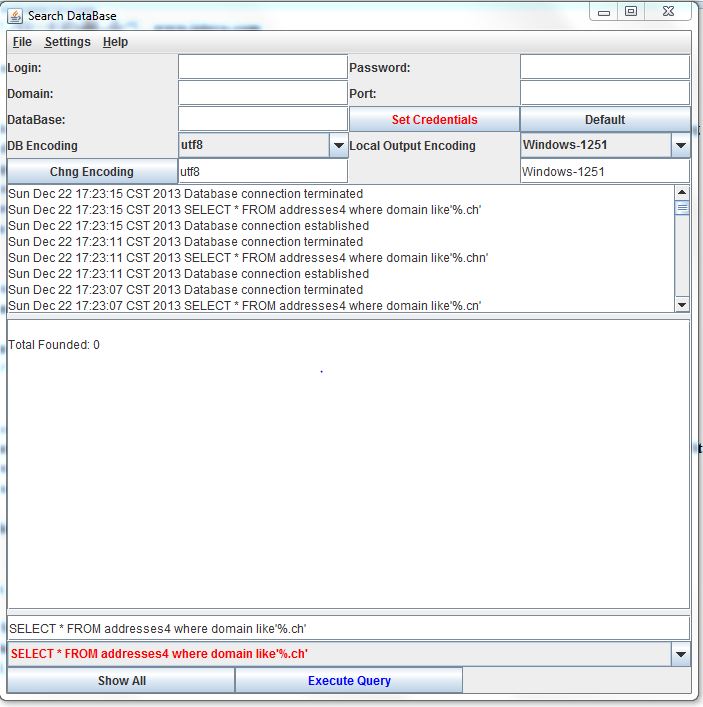 Search DataBase
File Settings Help
Login: Password:
Domain: Port:
DataBase: Set Credentials Default
DB Encoding utf8 Local Output Encoding Windows-1251
Chng Encoding utf8 Windows-1251
Sun Dec 22 17:23:15 CST 2013 Database connection terminated
Sun Dec 22 17:23:15 CST 2013 SELECT * FROM addresses4 where domain like'%.ch'
Sun Dec 22 17:23:15 CST 2013 Database connection established
Sun Dec 22 17:23:11 CST 2013 Database connection terminated
Sun Dec 22 17:23:11 CST 2013 SELECT * FROM addresses4 where domain like'%.chn'
Sun Dec 22 17:23:11 CST 2013 Database connection established
Sun Dec 22 17:23:07 CST 2013 Database connection terminated
Sun Dec 22 17:23:07 CST 2013 SELECT * FROM addresses4 where domain like'%.cn'
Total Founded: 0
SELECT * FROM addresses4 where domain like'%.ch'
SELECT * FROM addresses4 where domain like'%.ch'
Show All Execute Query